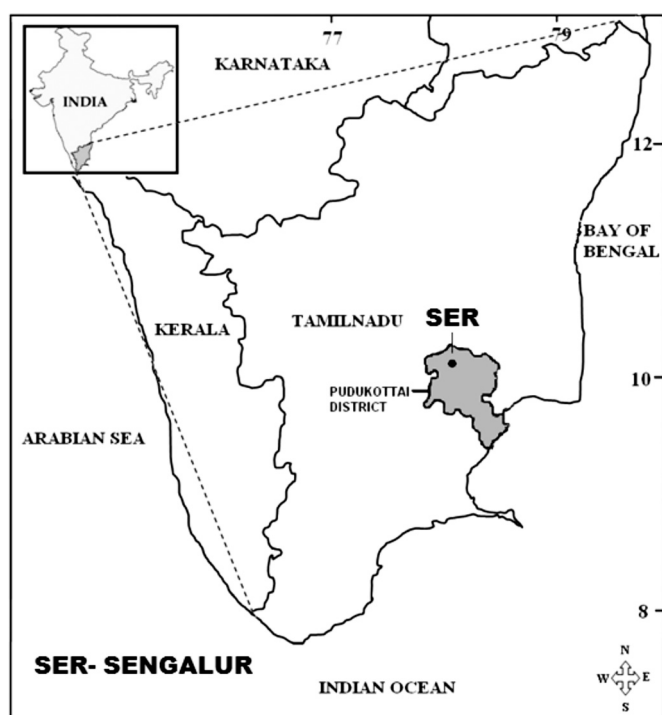 77
79
KARNATAKA
INDIA
12
BAY OF
BENGAL
TAMILNADU
SER
KERALA
10
PUDUKOTTAI
DISTRICT
ARABIAN SEA
8
SER- SENGALUR
INDIAN OCEAN
N
W
E
S